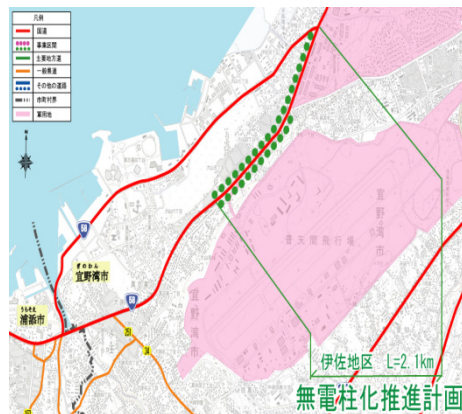 凡例
国道
事業区間
主要地方道
一般県道
その他の道路
市町村界
軍用地
58
宜野湾市
ぎのわん
宜野湾市
うらそえ
浦添市
58
普天間飛行場
宜野湾市
251
34
伊佐地区 L=2.1km
無電柱化推進計画